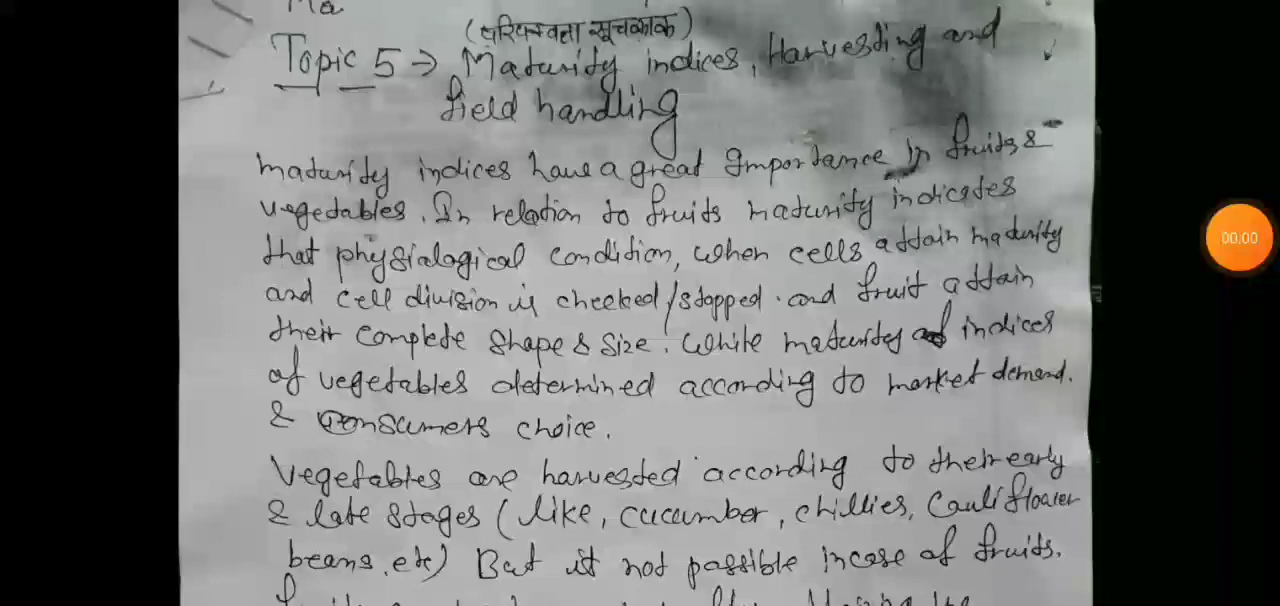 Ma
(परिपक्वता सूचकांक)
Topic 5 → Maturity indices, Harvesting and
field handling
maturity indices have a great Importance in fruits &
vegetables. In relation to fruits maturity indicates
that physialogical condition, when cells attain maturity
and cell division is checked/stopped. and fruit attain
their complete shape & size. While maturity of indices
of vegetables determined according to market demand.
& consumers choice.
Vegetables are harvested according to their early
& late stages (like, cucumber, chillies, Cauliflower
beans, etc) But it not possible incase of fruits.
00:00